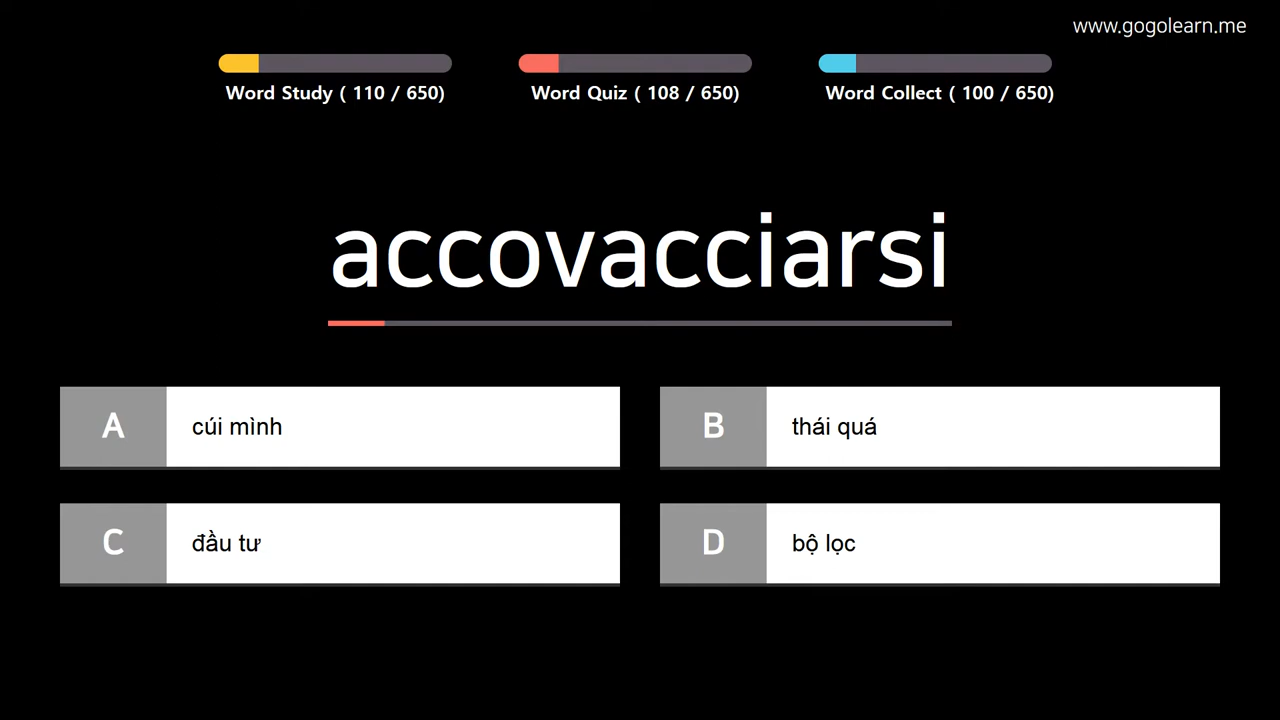 www.gogolearn.me
Word Study ( 110 / 650)
Word Quiz ( 108 / 650)
Word Collect ( 100 / 650)
accovacciarsi
A cúi mình
B thái quá
C đầu tư
D bộ lọc